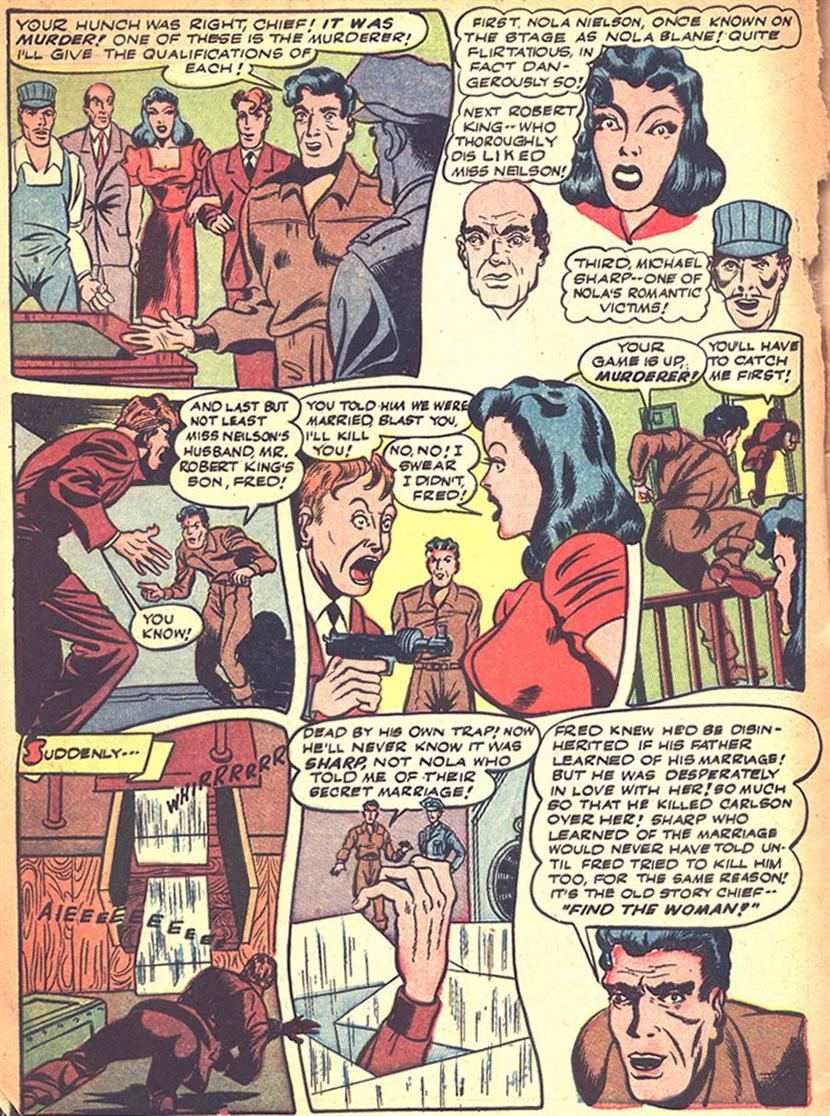 YOUR HUNCH WAS RIGHT, CHIEF! IT WAS
MURDER! ONE OF THESE IS THE MURDERER!
I'LL GIVE THE QUALIFICATIONS OF
EACH!
FIRST, NOLA NIELSON, ONCE KNOWN ON
THE STAGE AS NOLA BLANE! QUITE
FLIRTATIOUS, IN
FACT DAN-
GEROUSLY SO!
NEXT ROBERT
KING--WHO
THOROUGHLY
DIS LIKED
MISS NEILSON!
THIRD, MICHAEL
SHARP--ONE OF
NOLA'S ROMANTIC
VICTIMS!
AND LAST BUT
NOT LEAST
MISS NEILSON'S
HUSBAND, MR.
ROBERT KING'S
SON, FRED!
YOU
KNOW!
YOU TOLD HIM WE WERE
MARRIED, BLAST YOU,
I'LL KILL
YOU!
NO, NO! I
SWEAR
I DIDN'T,
FRED!
YOUR
GAME IS UP,
MURDERER!
YOU'LL HAVE
TO CATCH
ME FIRST!
SUDDENLY---
WHIRRRRRR
AIEEEEEEEEEE
DEAD BY HIS OWN TRAP! NOW
HE'LL NEVER KNOW IT WAS
SHARP, NOT NOLA WHO
TOLD ME OF THEIR
SECRET MARRIAGE!
FRED KNEW HE'D BE DISIN-
HERITED IF HIS FATHER
LEARNED OF HIS MARRIAGE!
BUT HE WAS DESPERATELY
IN LOVE WITH HER! SO MUCH
SO THAT HE KILLED CARLSON
OVER HER! SHARP WHO
LEARNED OF THE MARRIAGE
WOULD NEVER HAVE TOLD UN-
TIL FRED TRIED TO KILL HIM
TOO, FOR THE SAME REASON!
IT'S THE OLD STORY CHIEF--
"FIND THE WOMAN!"